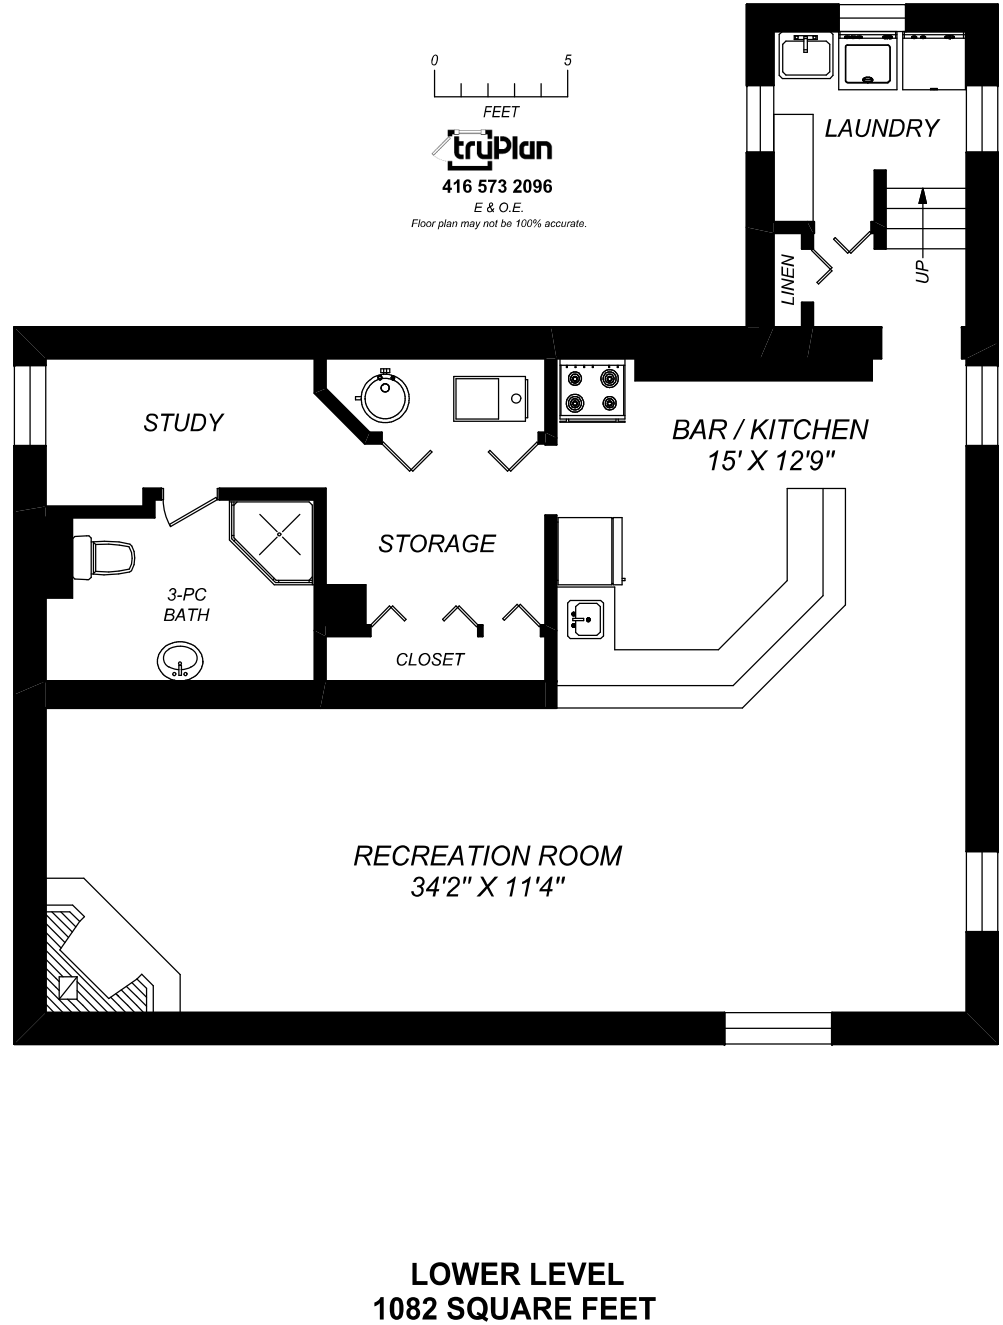 0 5
FEET
truPlan
416 573 2096
E & O.E.
Floor plan may not be 100% accurate.
LAUNDRY
LINEN
UP
STUDY
BAR / KITCHEN
15' X 12'9"
STORAGE
3-PC
BATH
CLOSET
RECREATION ROOM
34'2" X 11'4"
LOWER LEVEL
1082 SQUARE FEET